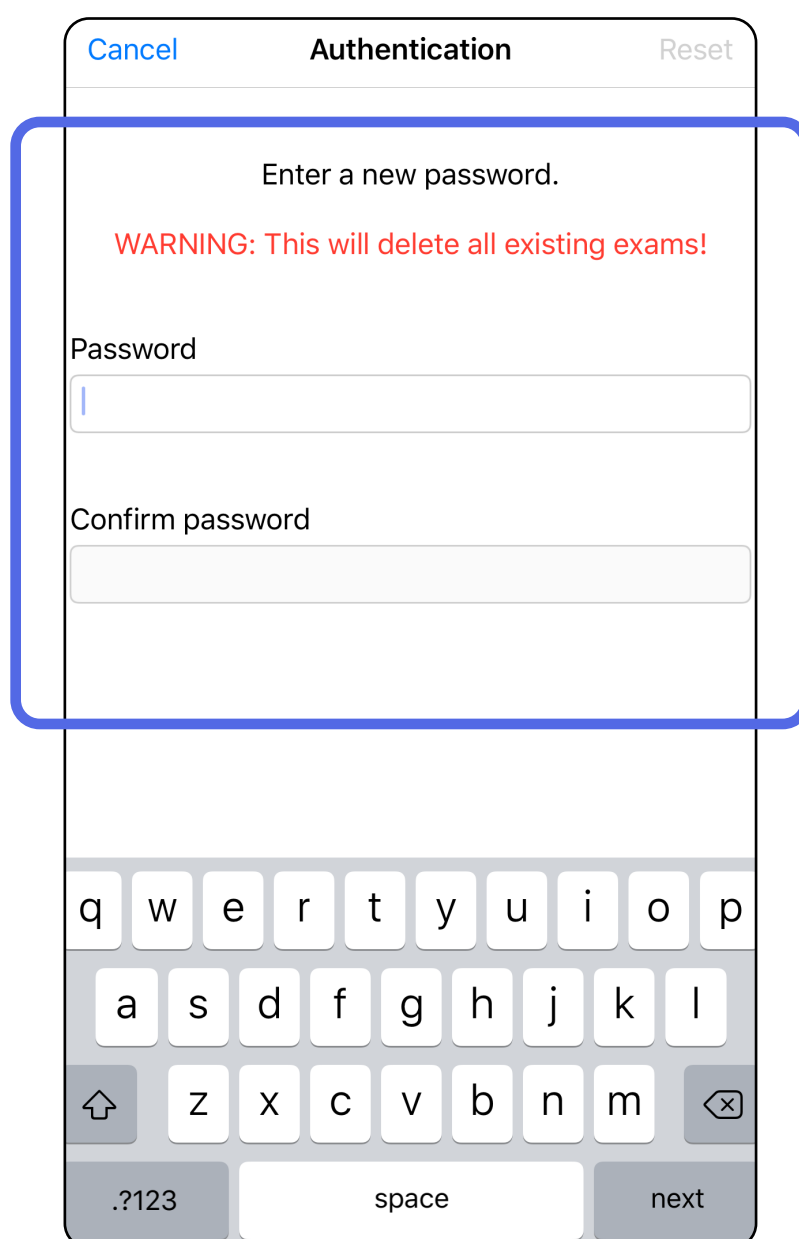 Cancel Authentication Reset
Enter a new password.
WARNING: This will delete all existing exams!
Password
Confirm password
q w e r t y u i o p
a s d f g h j k l
z x c v b n m
.?123 space next